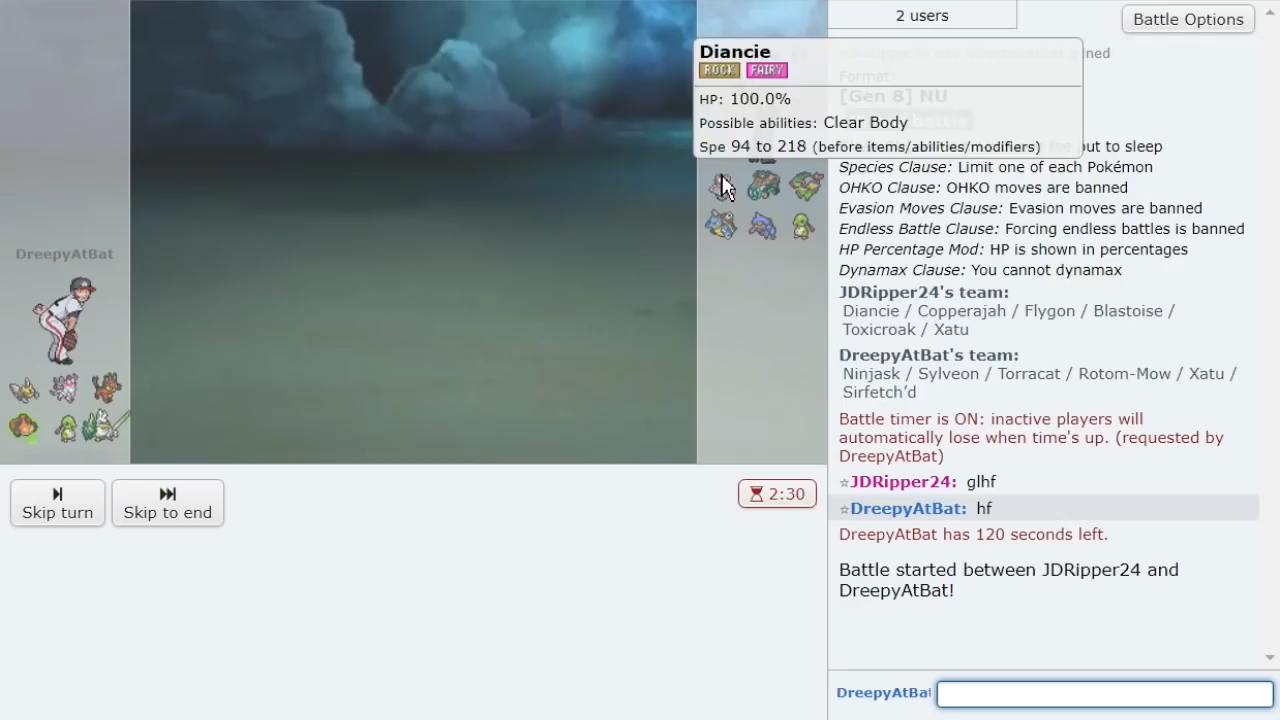 2 users
Battle Options
Diancie
ROCK FAIRY
HP: 100.0%
Possible abilities: Clear Body
Spe 94 to 218 (before items/abilities/modifiers)
Format:
[Gen 8] NU
put to sleep
Species Clause: Limit one of each Pokémon
OHKO Clause: OHKO moves are banned
Evasion Moves Clause: Evasion moves are banned
Endless Battle Clause: Forcing endless battles is banned
HP Percentage Mod: HP is shown in percentages
Dynamax Clause: You cannot dynamax
JDRipper24's team:
Diancie / Copperajah / Flygon / Blastoise /
Toxicroak / Xatu
DreepyAtBat's team:
Ninjask / Sylveon / Torracat / Rotom-Mow / Xatu /
Sirfetch’d
Battle timer is ON: inactive players will
automatically lose when time's up. (requested by
DreepyAtBat)
☆JDRipper24: glhf
☆DreepyAtBat: hf
DreepyAtBat has 120 seconds left.
Battle started between JDRipper24 and
DreepyAtBat!
DreepyAtBat
DreepyAtBa
Skip turn
Skip to end
2:30